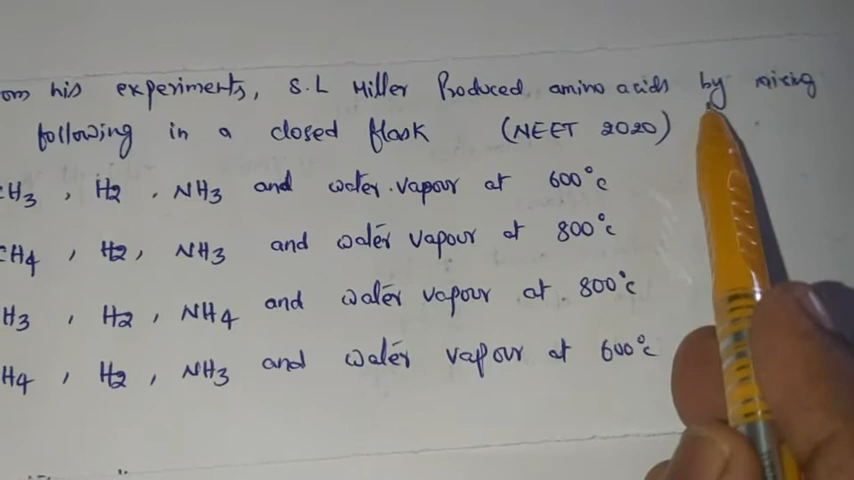 om his experiments, S.L Miller Produced amino acids by mixing
following in a closed flask (NEET 2020)
CH3, H2, NH3 and water vapour at 600°c
CH4, H2, NH3 and water vapour at 800°c
H3, H2, NH4 and water vapour at 800°c
H4, H2, NH3 and water vapour at 600°c